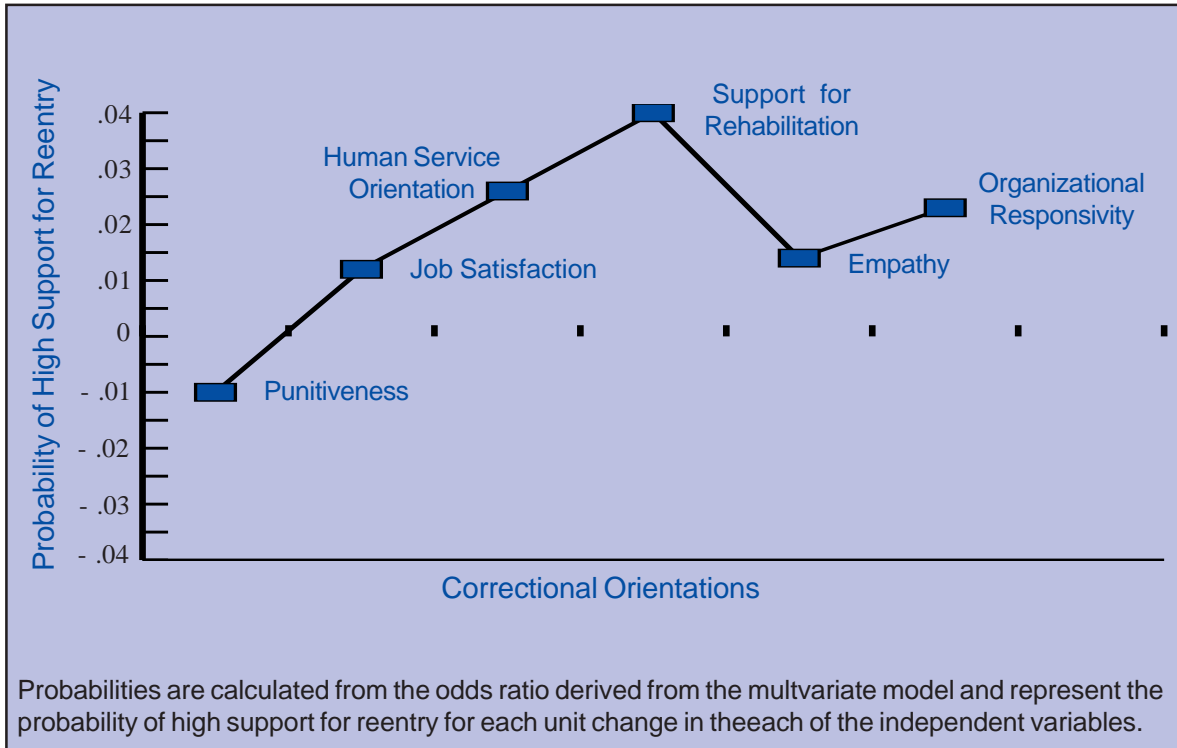 Probability of High Support for Reentry
.04
.03
.02
.01
0
- .01
- .02
- .03
- .04
Punitiveness
Job Satisfaction
Human Service
Orientation
Support for
Rehabilitation
Empathy
Organizational
Responsivity
Correctional Orientations
Probabilities are calculated from the odds ratio derived from the multvariate model and represent the
probability of high support for reentry for each unit change in theeach of the independent variables.